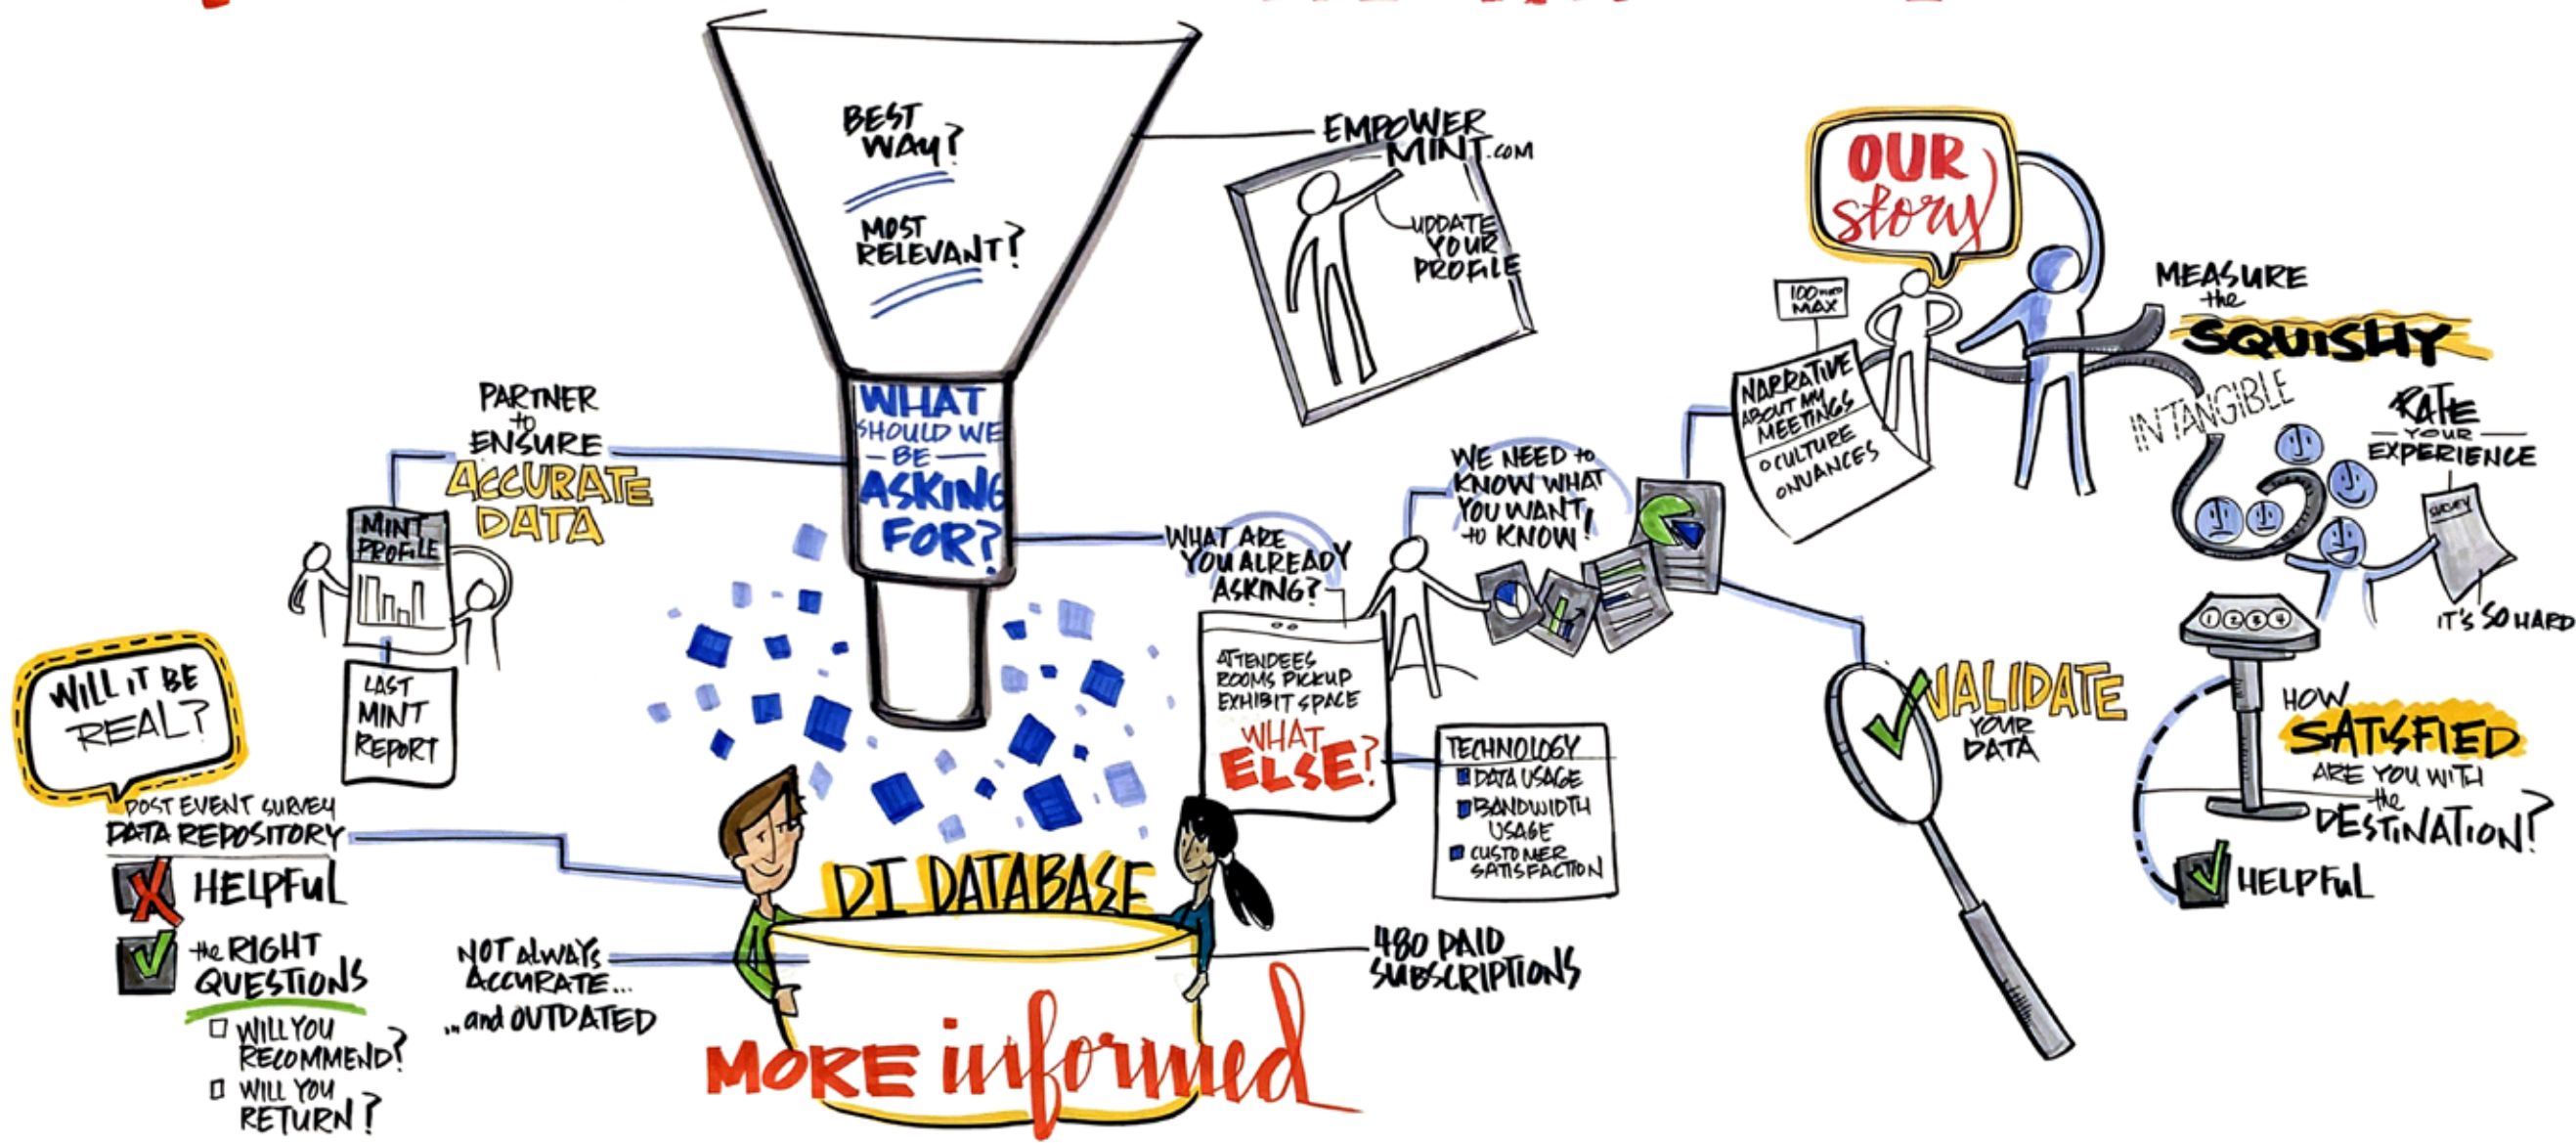 BEST
WAY?
MOST
RELEVANT?
EMPOWER
MINT.COM
UPDATE
YOUR
PROFILE
WHAT
SHOULD WE
BE
ASKING
FOR?
PARTNER
to
ENSURE
ACCURATE
DATA
MINT
PROFILE
LAST
MINT
REPORT
WILL IT BE
REAL?
POST EVENT SURVEY
DATA REPOSITORY
HELPFUL
the RIGHT
QUESTIONS
WILL YOU
RECOMMEND?
WILL YOU
RETURN?
NOT ALWAYS
ACCURATE...
...and OUTDATED
DI DATABASE
MORE informed
480 PAID
SUBSCRIPTIONS
WHAT ARE
YOU ALREADY
ASKING?
ATTENDEES
ROOMS PICKUP
EXHIBIT SPACE
WHAT
ELSE?
TECHNOLOGY
DATA USAGE
BANDWIDTH
USAGE
CUSTOMER
SATISFACTION
WE NEED to
KNOW WHAT
YOU WANT
to KNOW!
OUR
story
100 WORD
MAX
NARRATIVE
ABOUT MY
MEETINGS
O CULTURE
O NUANCES
VALIDATE
YOUR
DATA
MEASURE
the
SQUISHY
INTANGIBLE
RATE
YOUR
EXPERIENCE
SURVEY
IT'S SO HARD
1 2 3 4
HOW
SATISFIED
ARE YOU WITH
the
DESTINATION?
HELPFUL